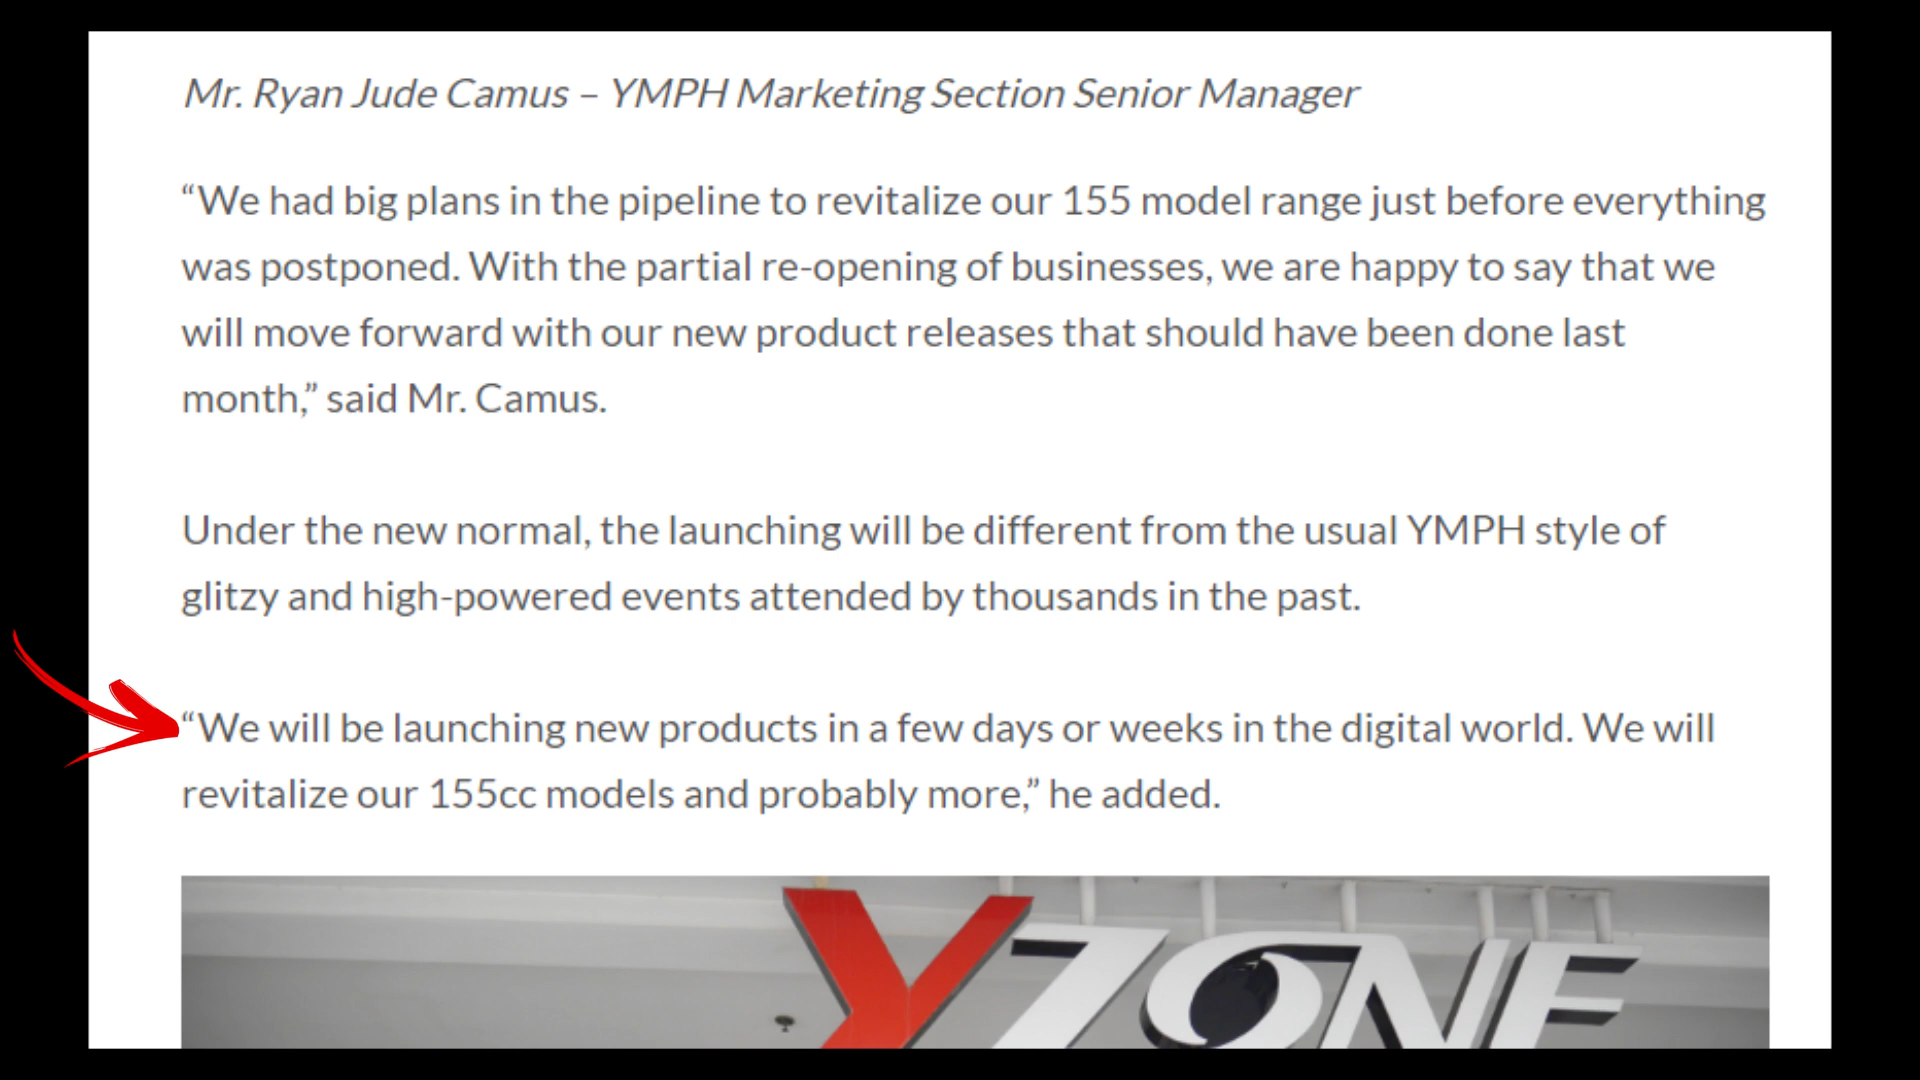 Mr. Ryan Jude Camus – YMPH Marketing Section Senior Manager
“We had big plans in the pipeline to revitalize our 155 model range just before everything
was postponed. With the partial re-opening of businesses, we are happy to say that we
will move forward with our new product releases that should have been done last
month,” said Mr. Camus.
Under the new normal, the launching will be different from the usual YMPH style of
glitzy and high-powered events attended by thousands in the past.
“We will be launching new products in a few days or weeks in the digital world. We will
revitalize our 155cc models and probably more,” he added.
YZONE